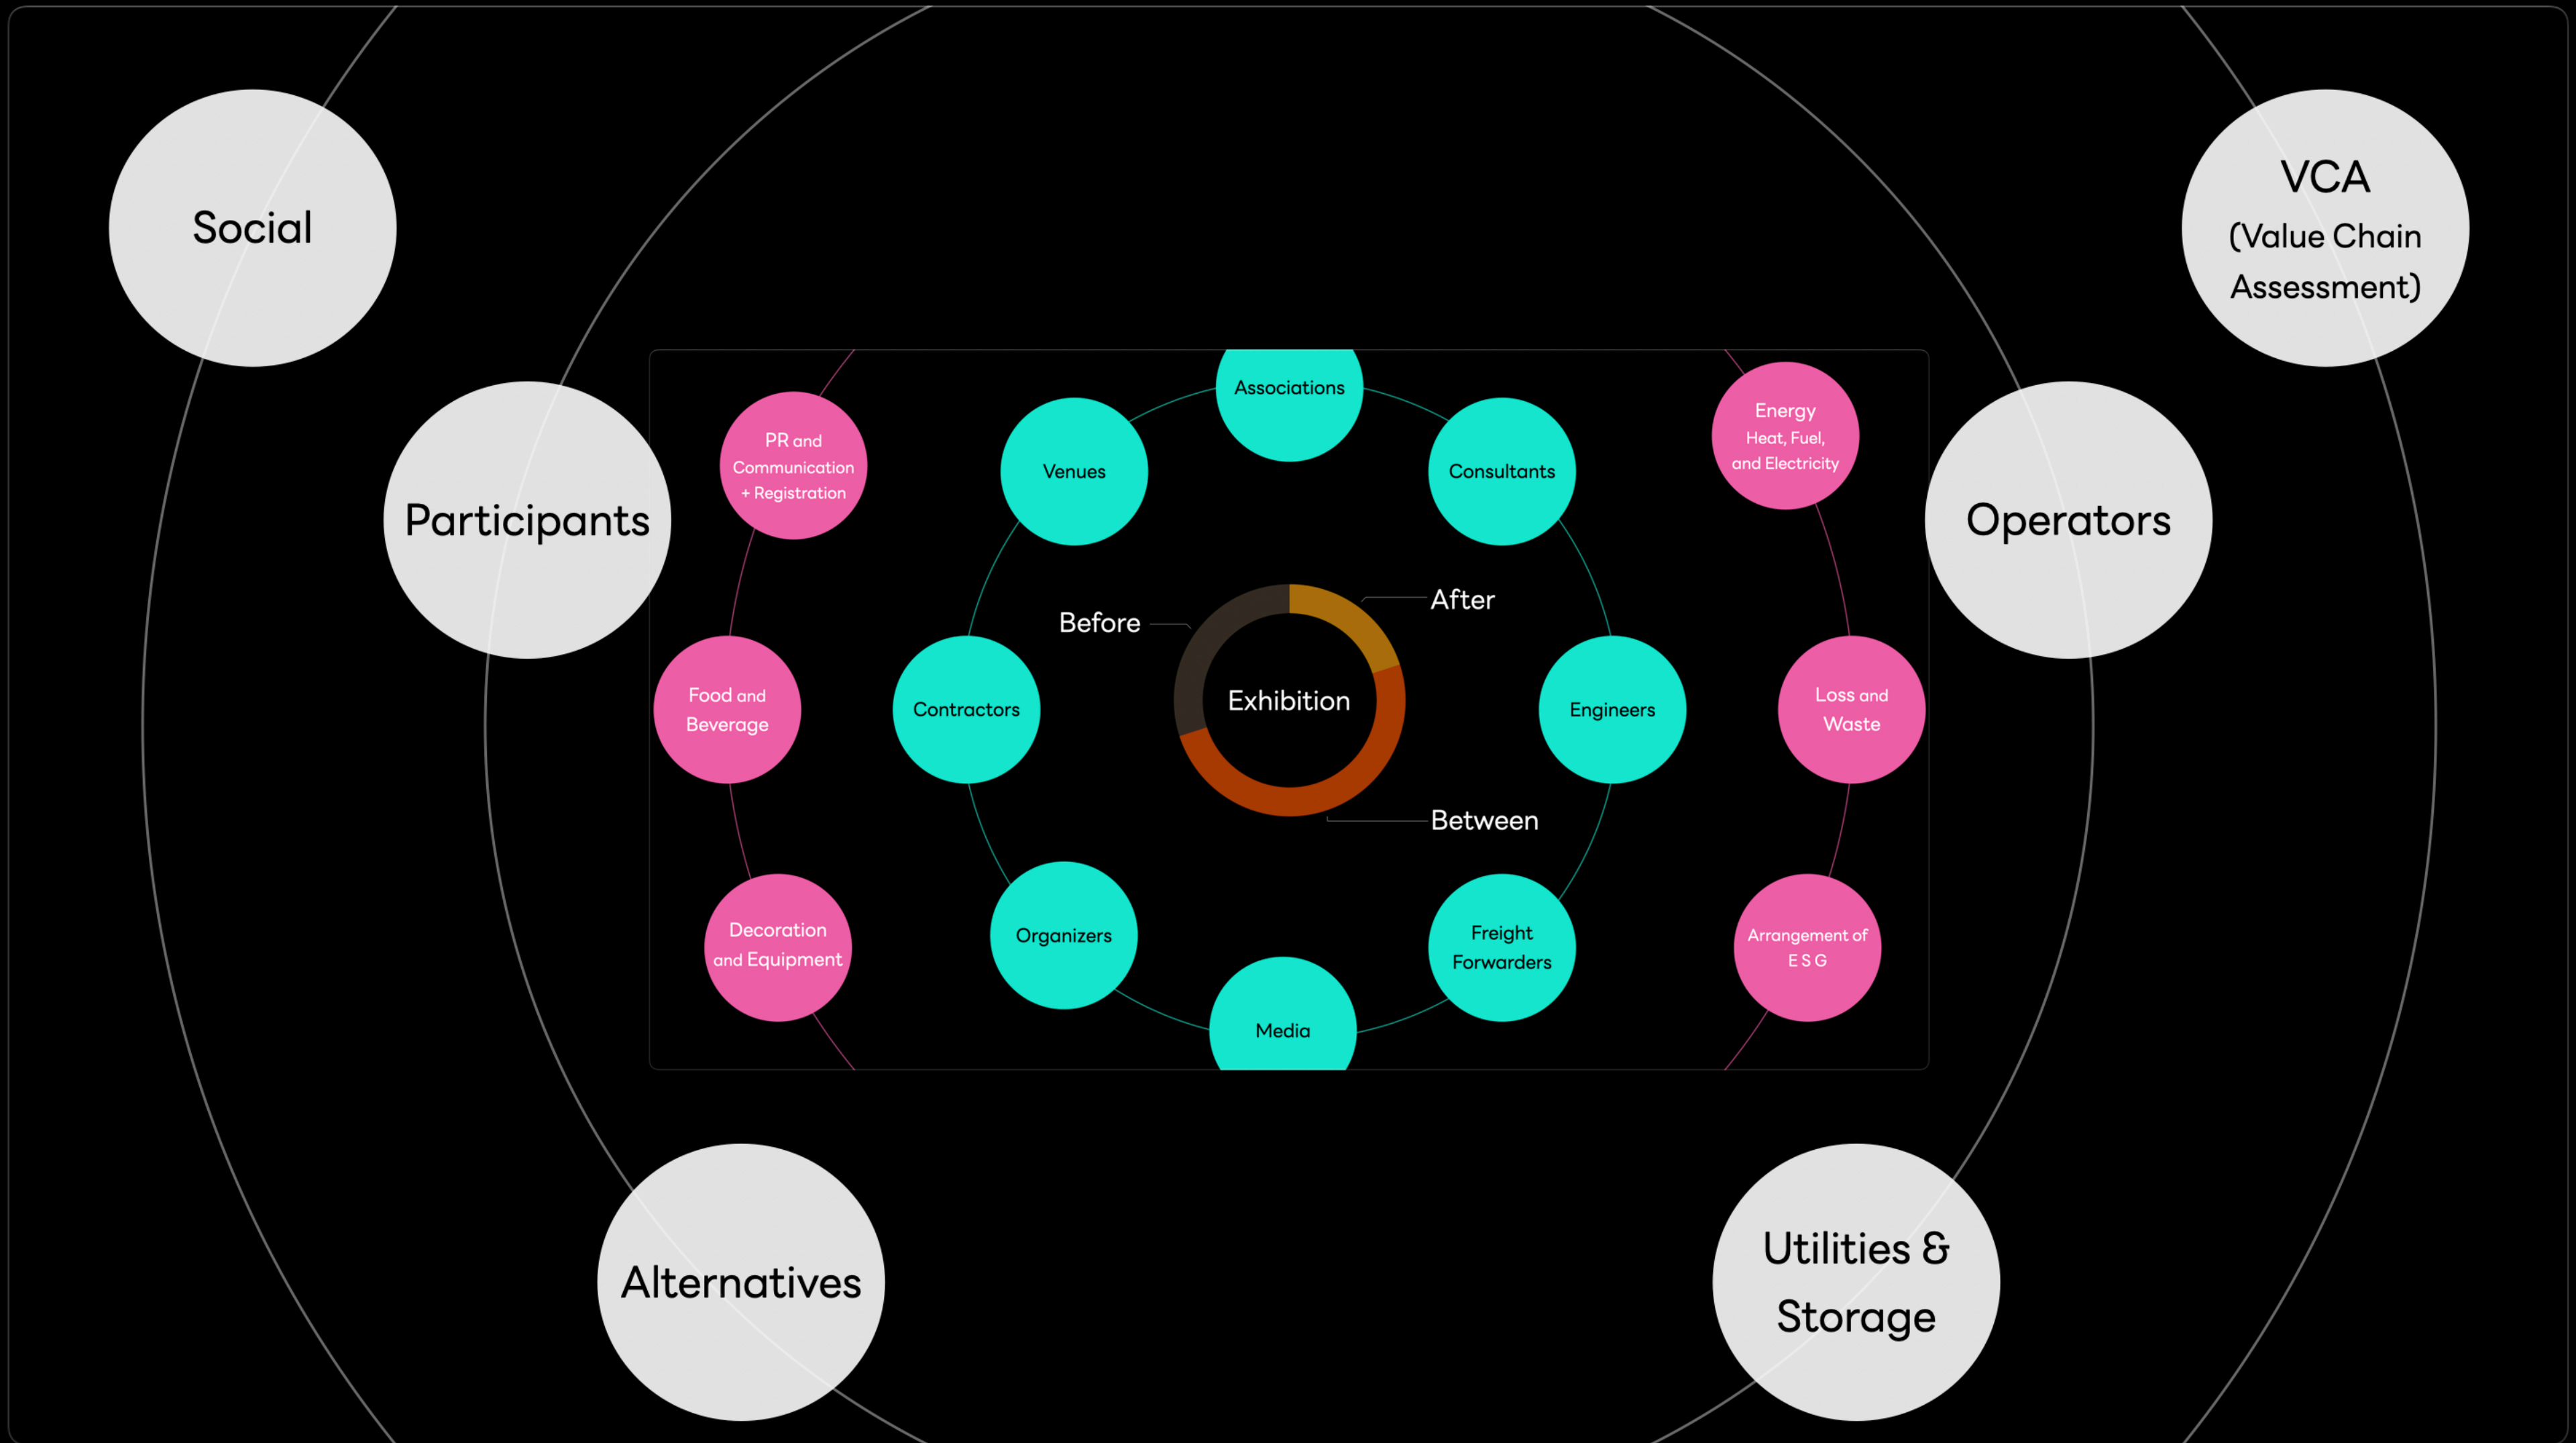 Social
VCA
(Value Chain
Assessment)
Participants
Operators
Associations
PR and
Communication
+ Registration
Venues
Consultants
Energy
Heat, Fuel,
and Electricity
Before
After
Food and
Beverage
Contractors
Exhibition
Engineers
Loss and
Waste
Between
Decoration
and Equipment
Organizers
Freight
Forwarders
Arrangement of
E S G
Media
Alternatives
Utilities &
Storage